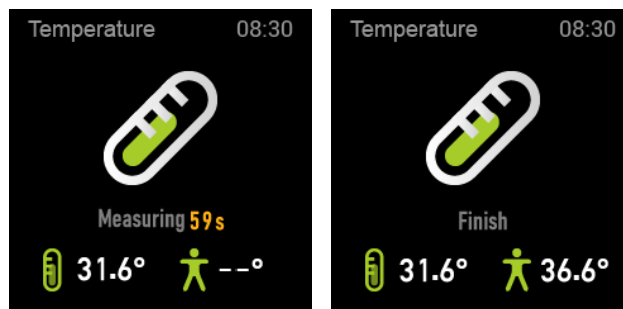 Temperature 08:30
Measuring 59s
31.6° --°
Temperature 08:30
Finish
31.6° 36.6°